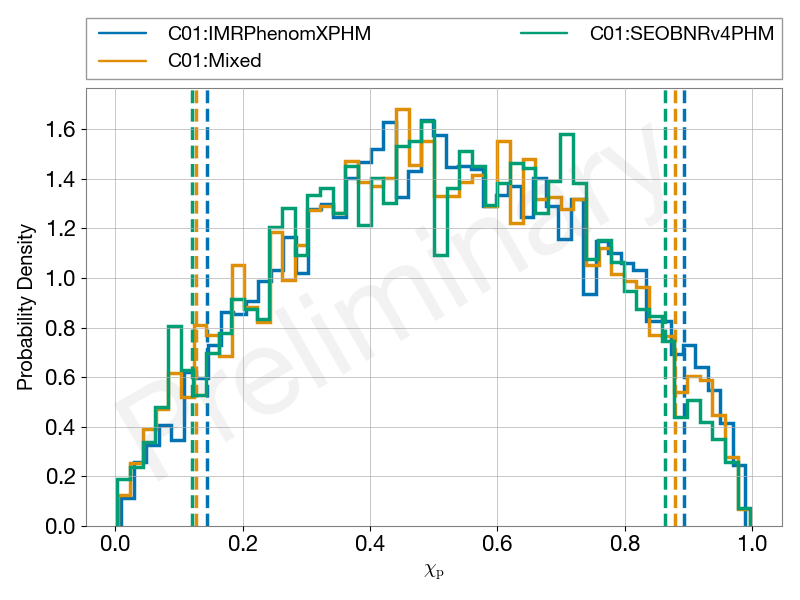 C01:IMRPhenomXPHM
C01:Mixed
C01:SEOBNRv4PHM
Preliminary
Probability Density
1.6
1.4
1.2
1.0
0.8
0.6
0.4
0.2
0.0
0.0 0.2 0.4 0.6 0.8 1.0
χp